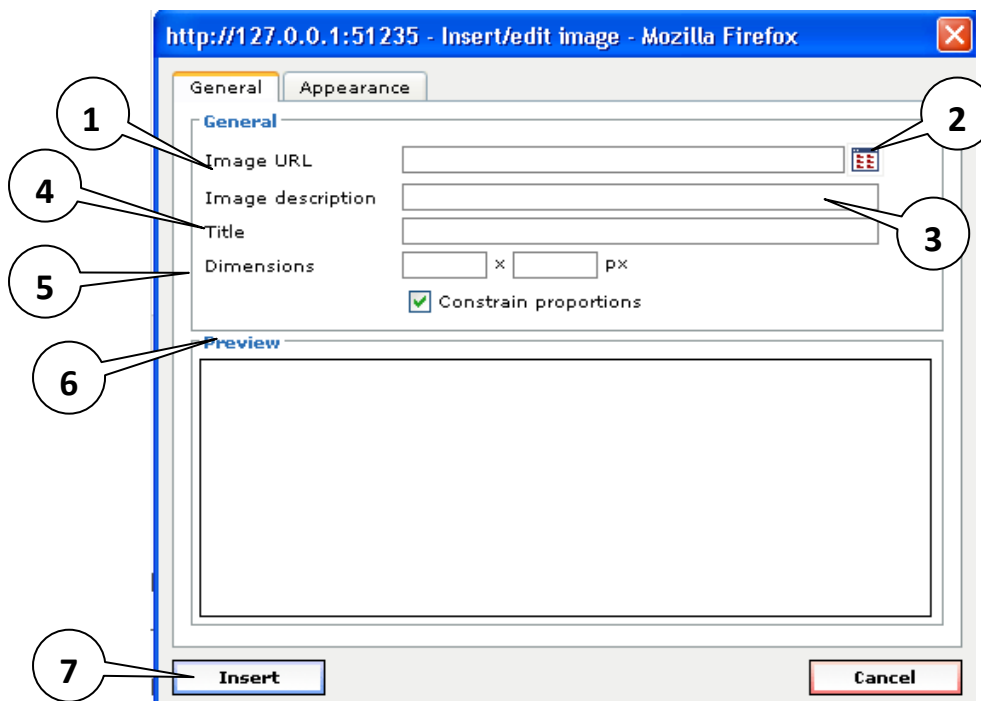 http://127.0.0.1:51235 - Insert/edit image - Mozilla Firefox
General Appearance
General
1 2
Image URL
4 Image description
3
Title
5 Dimensions x px
Constrain proportions
Preview
6
7 Insert Cancel